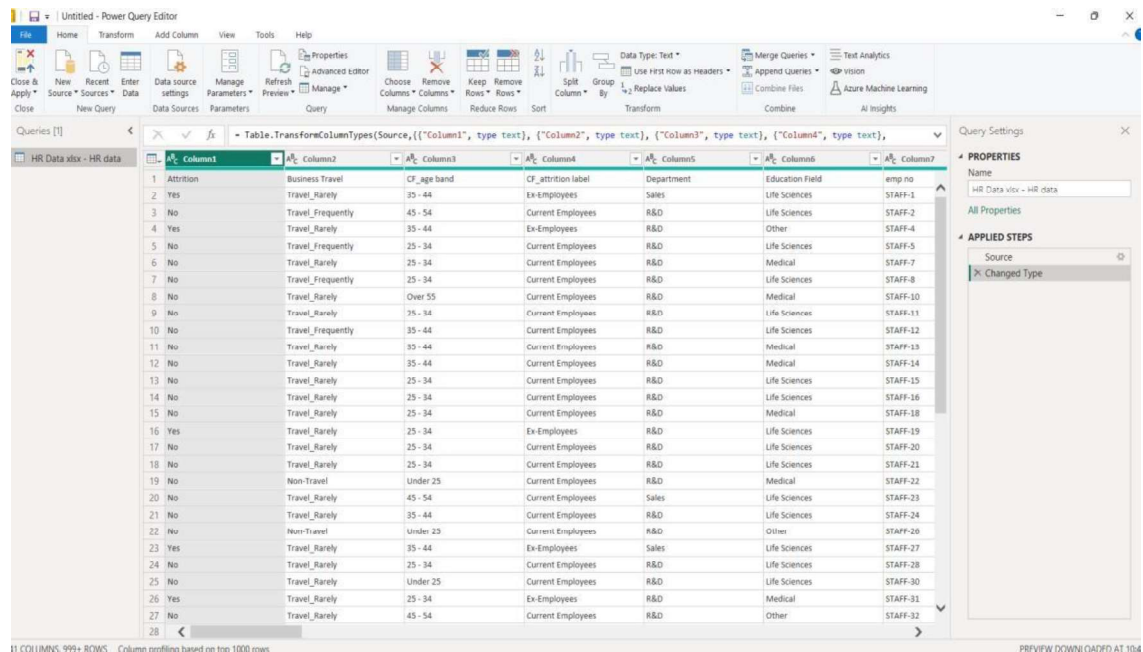 Untitled - Power Query Editor
File Home Transform Add Column View Tools Help
Close & Apply
New Source
Recent Sources
Enter Data
Data source settings
Manage Parameters
Refresh Preview
Properties
Advanced Editor
Manage
Choose Columns
Remove Columns
Keep Rows
Remove Rows
Split Column
Group By
Data Type: Text
Use First Row as Headers
Replace Values
Merge Queries
Append Queries
Combine Files
Text Analytics
Vision
Azure Machine Learning
Close New Query Data Sources Parameters Query Manage Columns Reduce Rows Sort Transform Combine AI Insights
Queries [1]
HR Data xlsx - HR data
fx = Table.TransformColumnTypes(Source,{{"Column1", type text}, {"Column2", type text}, {"Column3", type text}, {"Column4", type text},
Column1 Column2 Column3 Column4 Column5 Column6 Column7
1 Attrition Business Travel CF_age band CF_attrition label Department Education Field emp no
2 Yes Travel_Rarely 35 - 44 Ex-Employees Sales Life Sciences STAFF-1
3 No Travel_Frequently 45 - 54 Current Employees R&D Life Sciences STAFF-2
4 Yes Travel_Rarely 35 - 44 Ex-Employees R&D Other STAFF-4
5 No Travel_Frequently 25 - 34 Current Employees R&D Life Sciences STAFF-5
6 No Travel_Rarely 25 - 34 Current Employees R&D Medical STAFF-7
7 No Travel_Frequently 25 - 34 Current Employees R&D Life Sciences STAFF-8
8 No Travel_Rarely Over 55 Current Employees R&D Medical STAFF-10
9 No Travel_Rarely 25 - 34 Current Employees R&D Life Sciences STAFF-11
10 No Travel_Frequently 35 - 44 Current Employees R&D Life Sciences STAFF-12
11 No Travel_Rarely 35 - 44 Current Employees R&D Medical STAFF-13
12 No Travel_Rarely 35 - 44 Current Employees R&D Medical STAFF-14
13 No Travel_Rarely 25 - 34 Current Employees R&D Life Sciences STAFF-15
14 No Travel_Rarely 25 - 34 Current Employees R&D Life Sciences STAFF-16
15 No Travel_Rarely 25 - 34 Current Employees R&D Medical STAFF-18
16 Yes Travel_Rarely 25 - 34 Ex-Employees R&D Life Sciences STAFF-19
17 No Travel_Rarely 25 - 34 Current Employees R&D Life Sciences STAFF-20
18 No Travel_Rarely 25 - 34 Current Employees R&D Life Sciences STAFF-21
19 No Non-Travel Under 25 Current Employees R&D Medical STAFF-22
20 No Travel_Rarely 45 - 54 Current Employees Sales Life Sciences STAFF-23
21 No Travel_Rarely 35 - 44 Current Employees R&D Life Sciences STAFF-24
22 No Non-Travel Under 25 Current Employees R&D Other STAFF-26
23 Yes Travel_Rarely 35 - 44 Ex-Employees Sales Life Sciences STAFF-27
24 No Travel_Rarely 25 - 34 Current Employees R&D Life Sciences STAFF-28
25 No Travel_Rarely Under 25 Current Employees R&D Life Sciences STAFF-30
26 Yes Travel_Rarely 25 - 34 Ex-Employees R&D Medical STAFF-31
27 No Travel_Rarely 45 - 54 Current Employees R&D Other STAFF-32
28
Query Settings
PROPERTIES
Name
HR Data xlsx - HR data
All Properties
APPLIED STEPS
Source
Changed Type
41 COLUMNS, 999+ ROWS Column profiling based on top 1000 rows
PREVIEW DOWNLOADED AT 10:4